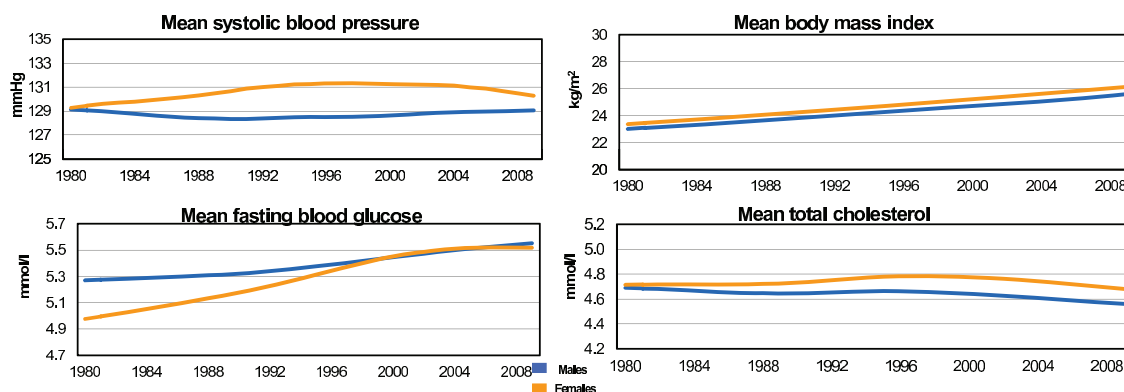 Mean systolic blood pressure
135
133
131
129
127
125
mmHg
1980 1984 1988 1992 1996 2000 2004 2008
Mean body mass index
30
28
26
24
22
20
kg/m²
1980 1984 1988 1992 1996 2000 2004 2008
Mean fasting blood glucose
5.7
5.5
5.3
5.1
4.9
4.7
mmol/l
1980 1984 1988 1992 1996 2000 2004 2008
Mean total cholesterol
5.2
5.0
4.8
4.6
4.4
4.2
mmol/l
1980 1984 1988 1992 1996 2000 2004 2008
Males
Females